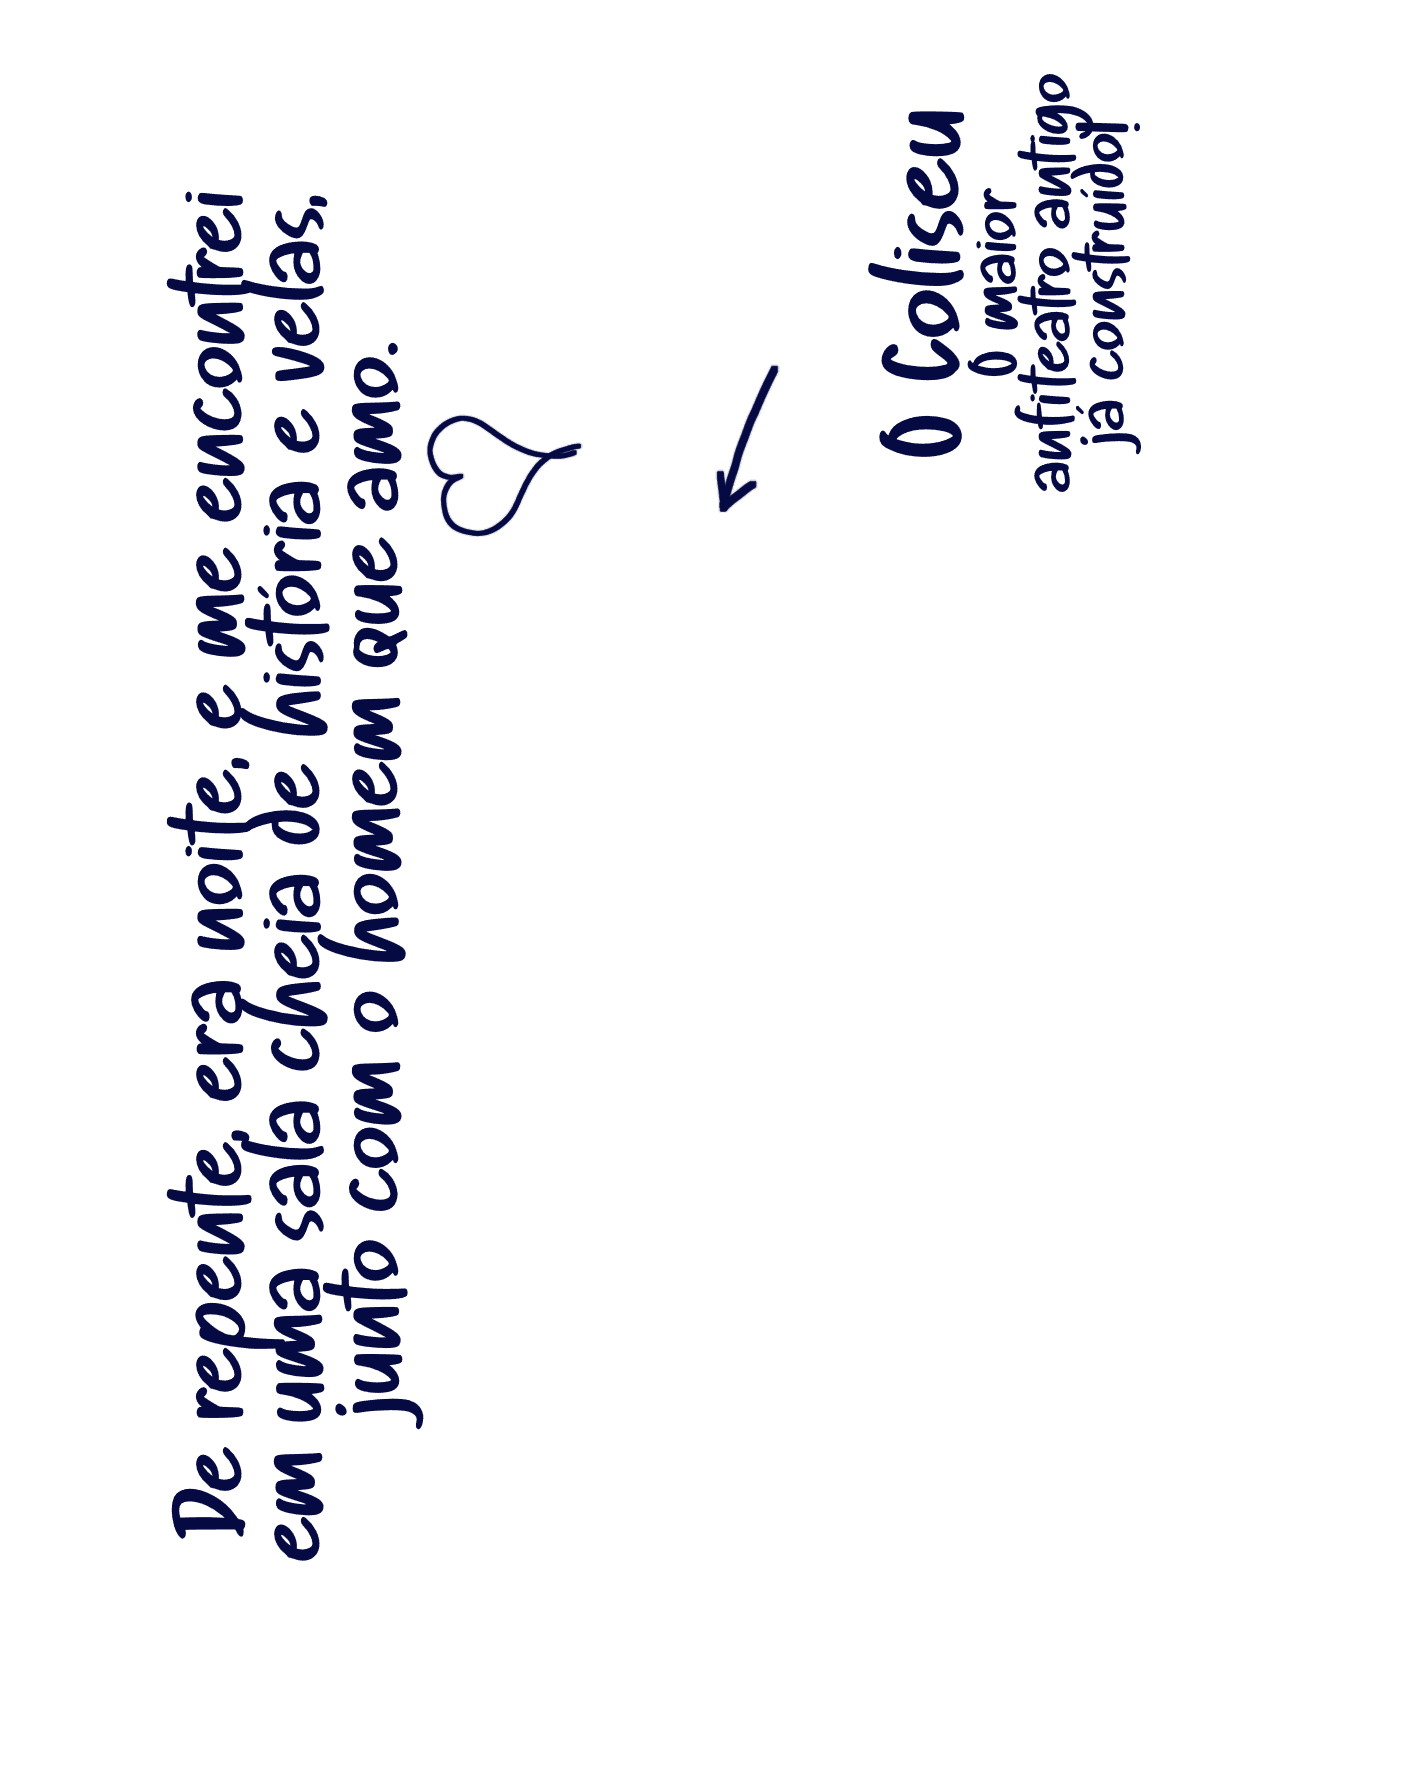 De repente, era noite, e me encontrei
em uma sala cheia de história e velas,
junto com o homem que amo.
O Coliseu
O maior
anfiteatro antigo
já construído!